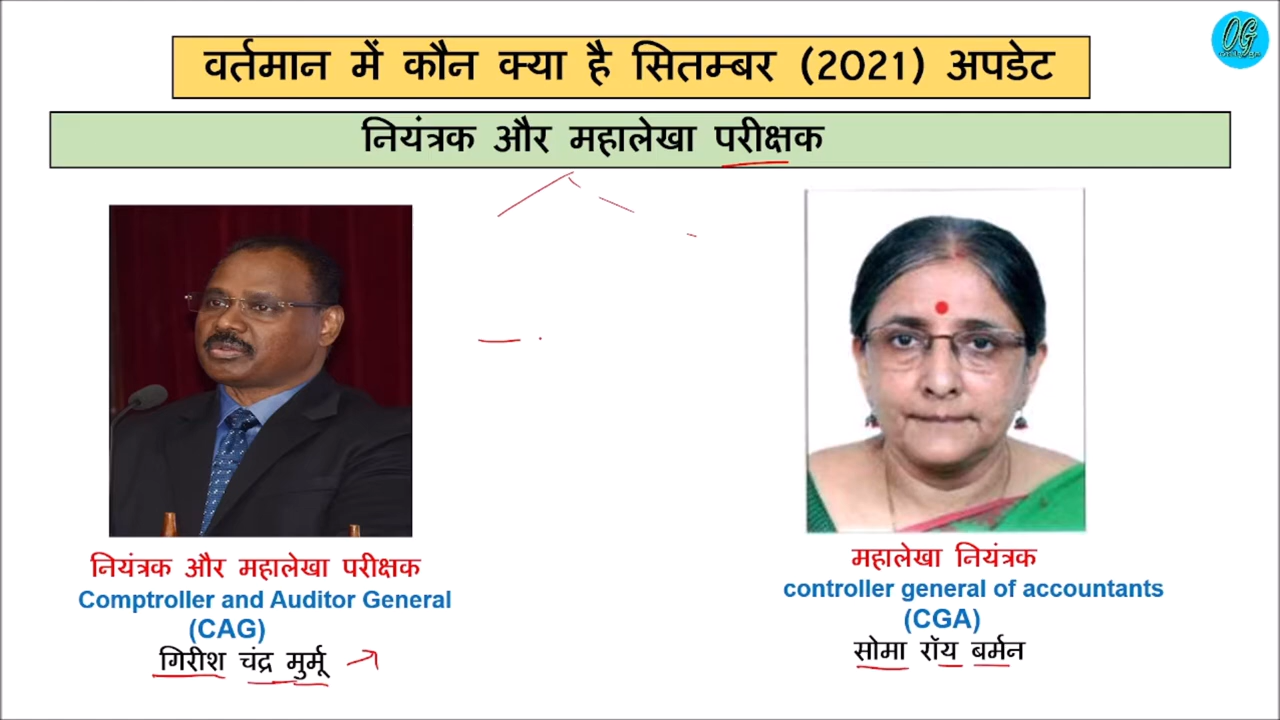 OG
वर्तमान में कौन क्या है सितम्बर (2021) अपडेट
नियंत्रक और महालेखा परीक्षक
नियंत्रक और महालेखा परीक्षक
Comptroller and Auditor General
(CAG)
गिरीश चंद्र मुर्मू
महालेखा नियंत्रक
controller general of accountants
(CGA)
सोमा रॉय बर्मन